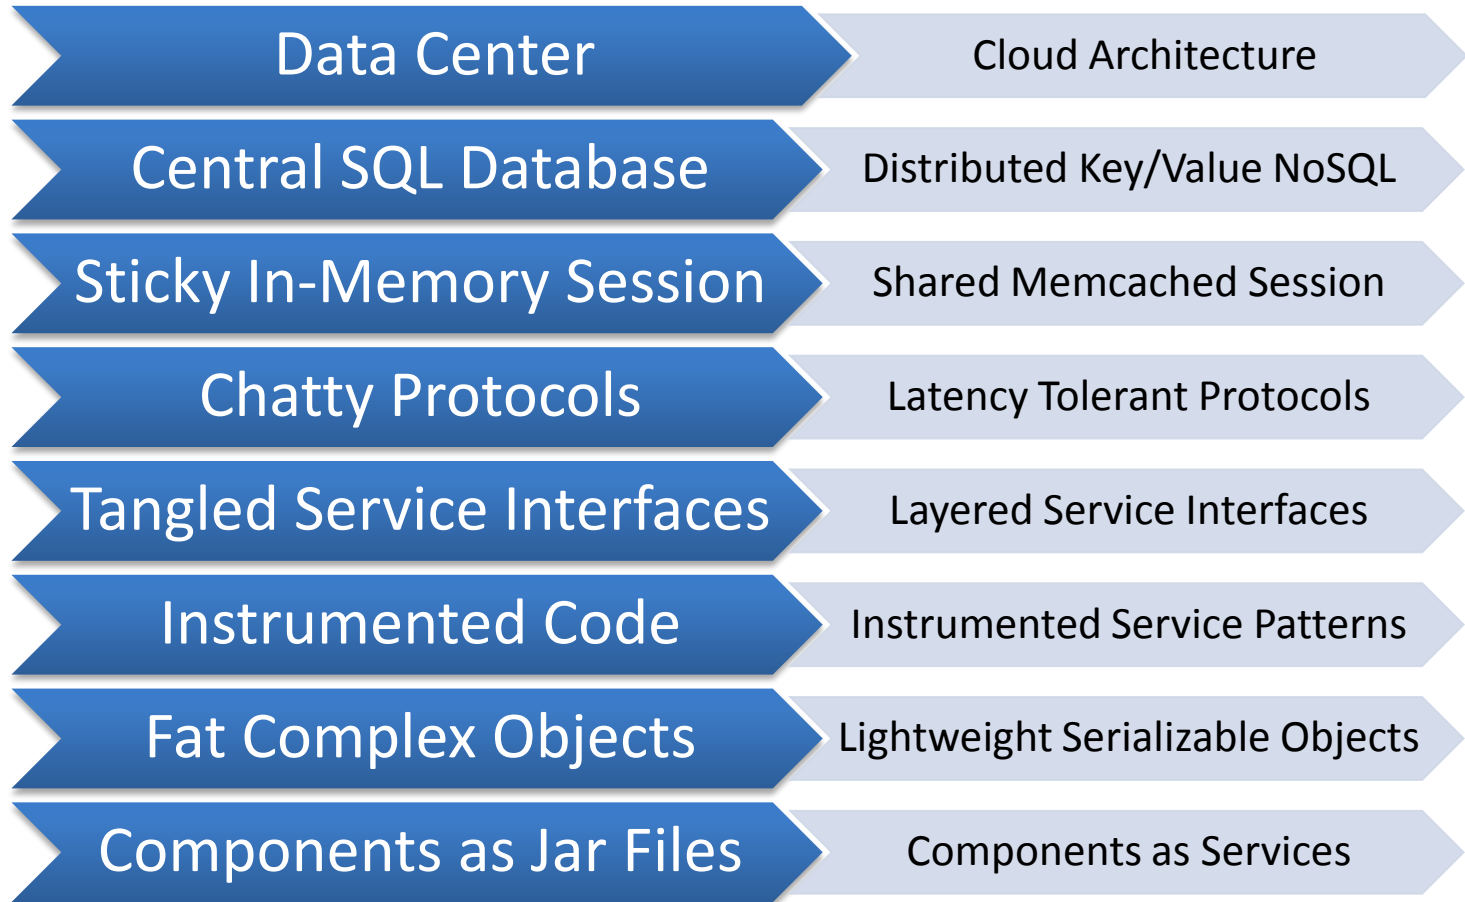 Data Center
Cloud Architecture
Central SQL Database
Distributed Key/Value NoSQL
Sticky In-Memory Session
Shared Memcached Session
Chatty Protocols
Latency Tolerant Protocols
Tangled Service Interfaces
Layered Service Interfaces
Instrumented Code
Instrumented Service Patterns
Fat Complex Objects
Lightweight Serializable Objects
Components as Jar Files
Components as Services